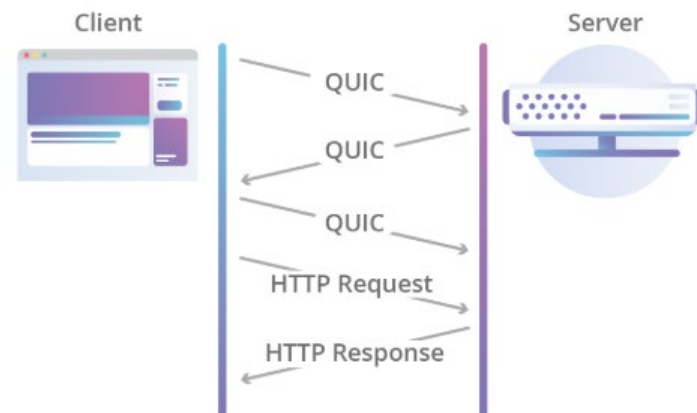 Client
Server
QUIC
QUIC
QUIC
HTTP Request
HTTP Response